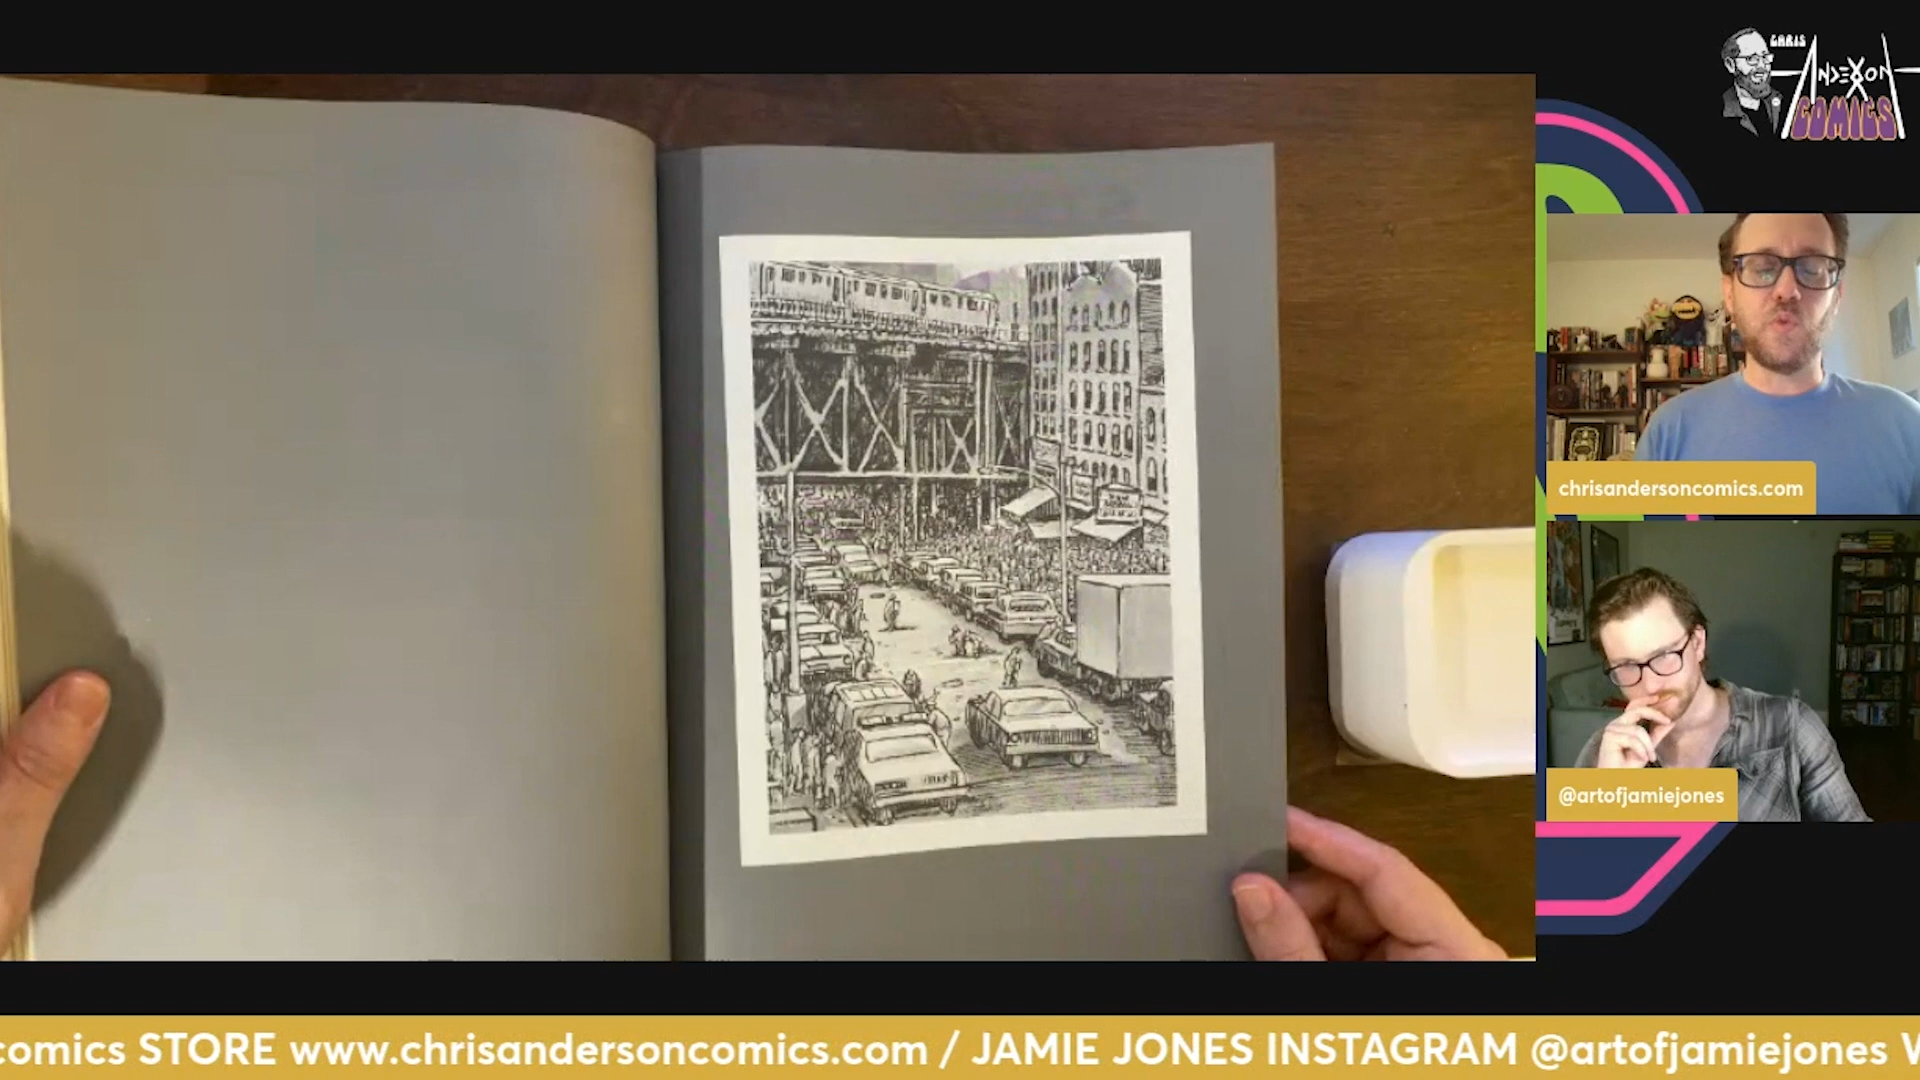 CHRIS
ANDERSON
COMICS
chrisandersoncomics.com
@artofjamiejones
comics STORE www.chrisandersoncomics.com / JAMIE JONES INSTAGRAM @artofjamiejones